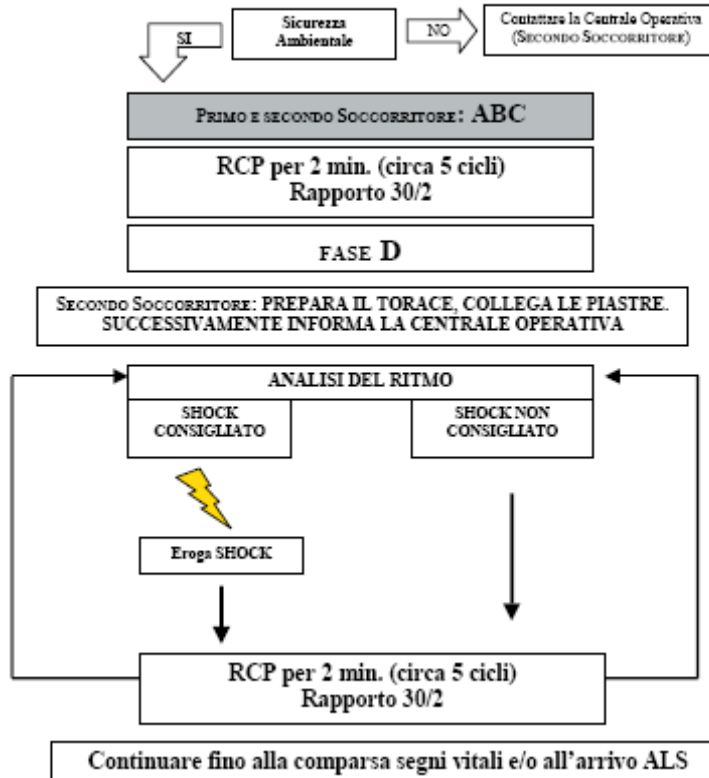 SI
Sicurezza
Ambientale
NO
Contattare la Centrale Operativa
(SECONDO SOCCORRITORE)
PRIMO E SECONDO SOCCORRITORE: ABC
RCP per 2 min. (circa 5 cicli)
Rapporto 30/2
FASE D
SECONDO SOCCORRITORE: PREPARA IL TORACE, COLLEGA LE PIASTRE.
SUCCESSIVAMENTE INFORMA LA CENTRALE OPERATIVA
ANALISI DEL RITMO
SHOCK
CONSIGLIATO
SHOCK NON
CONSIGLIATO
Eroga SHOCK
RCP per 2 min. (circa 5 cicli)
Rapporto 30/2
Continuare fino alla comparsa segni vitali e/o all'arrivo ALS